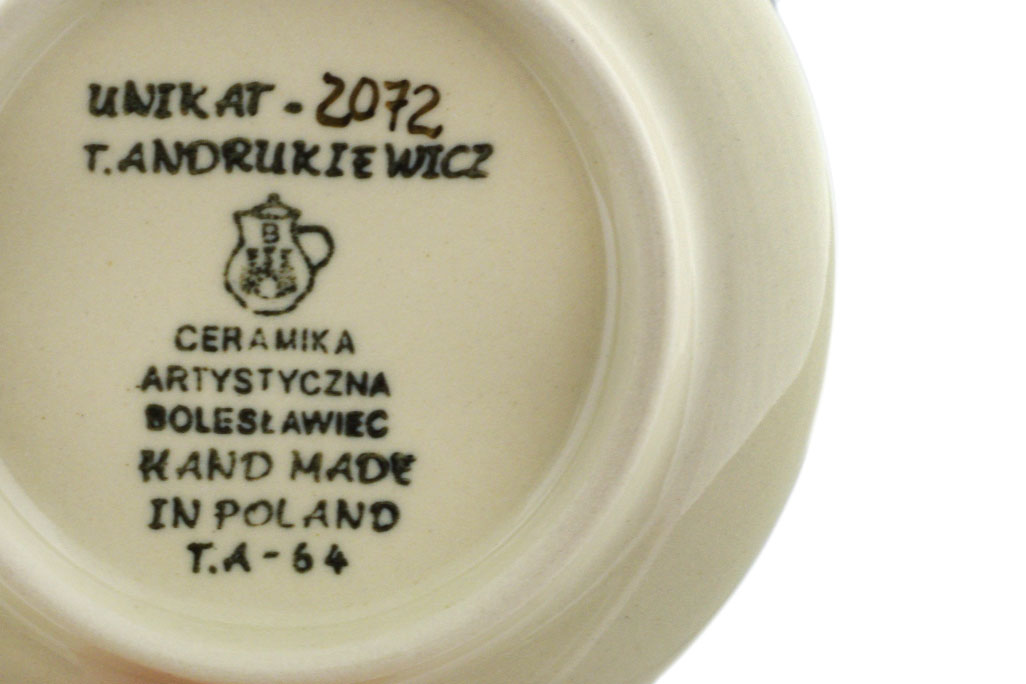 UNIKAT - 2072
T. ANDRUKIEWICZ
B
CERAMIKA
ARTYSTYCZNA
BOLESŁAWIEC
HAND MADE
IN POLAND
T.A - 64